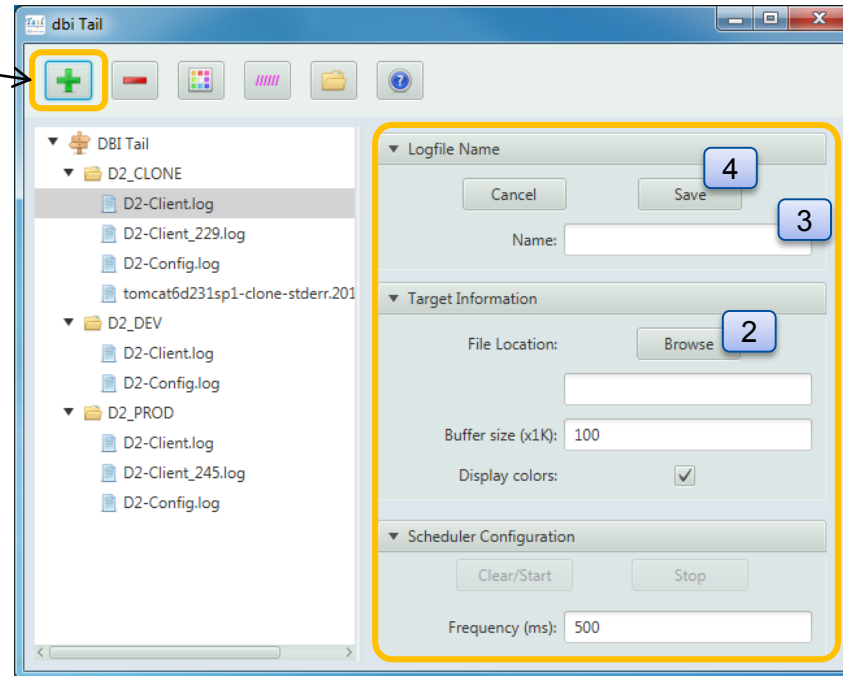 dbi Tail
DBI Tail
D2_CLONE
D2-Client.log
D2-Client_229.log
D2-Config.log
tomcat6d231sp1-clone-stderr.201
D2_DEV
D2-Client.log
D2-Config.log
D2_PROD
D2-Client.log
D2-Client_245.log
D2-Config.log
Logfile Name
4
Cancel Save
3
Name:
Target Information
2
File Location: Browse
Buffer size (x1K): 100
Display colors:
Scheduler Configuration
Clear/Start Stop
Frequency (ms): 500